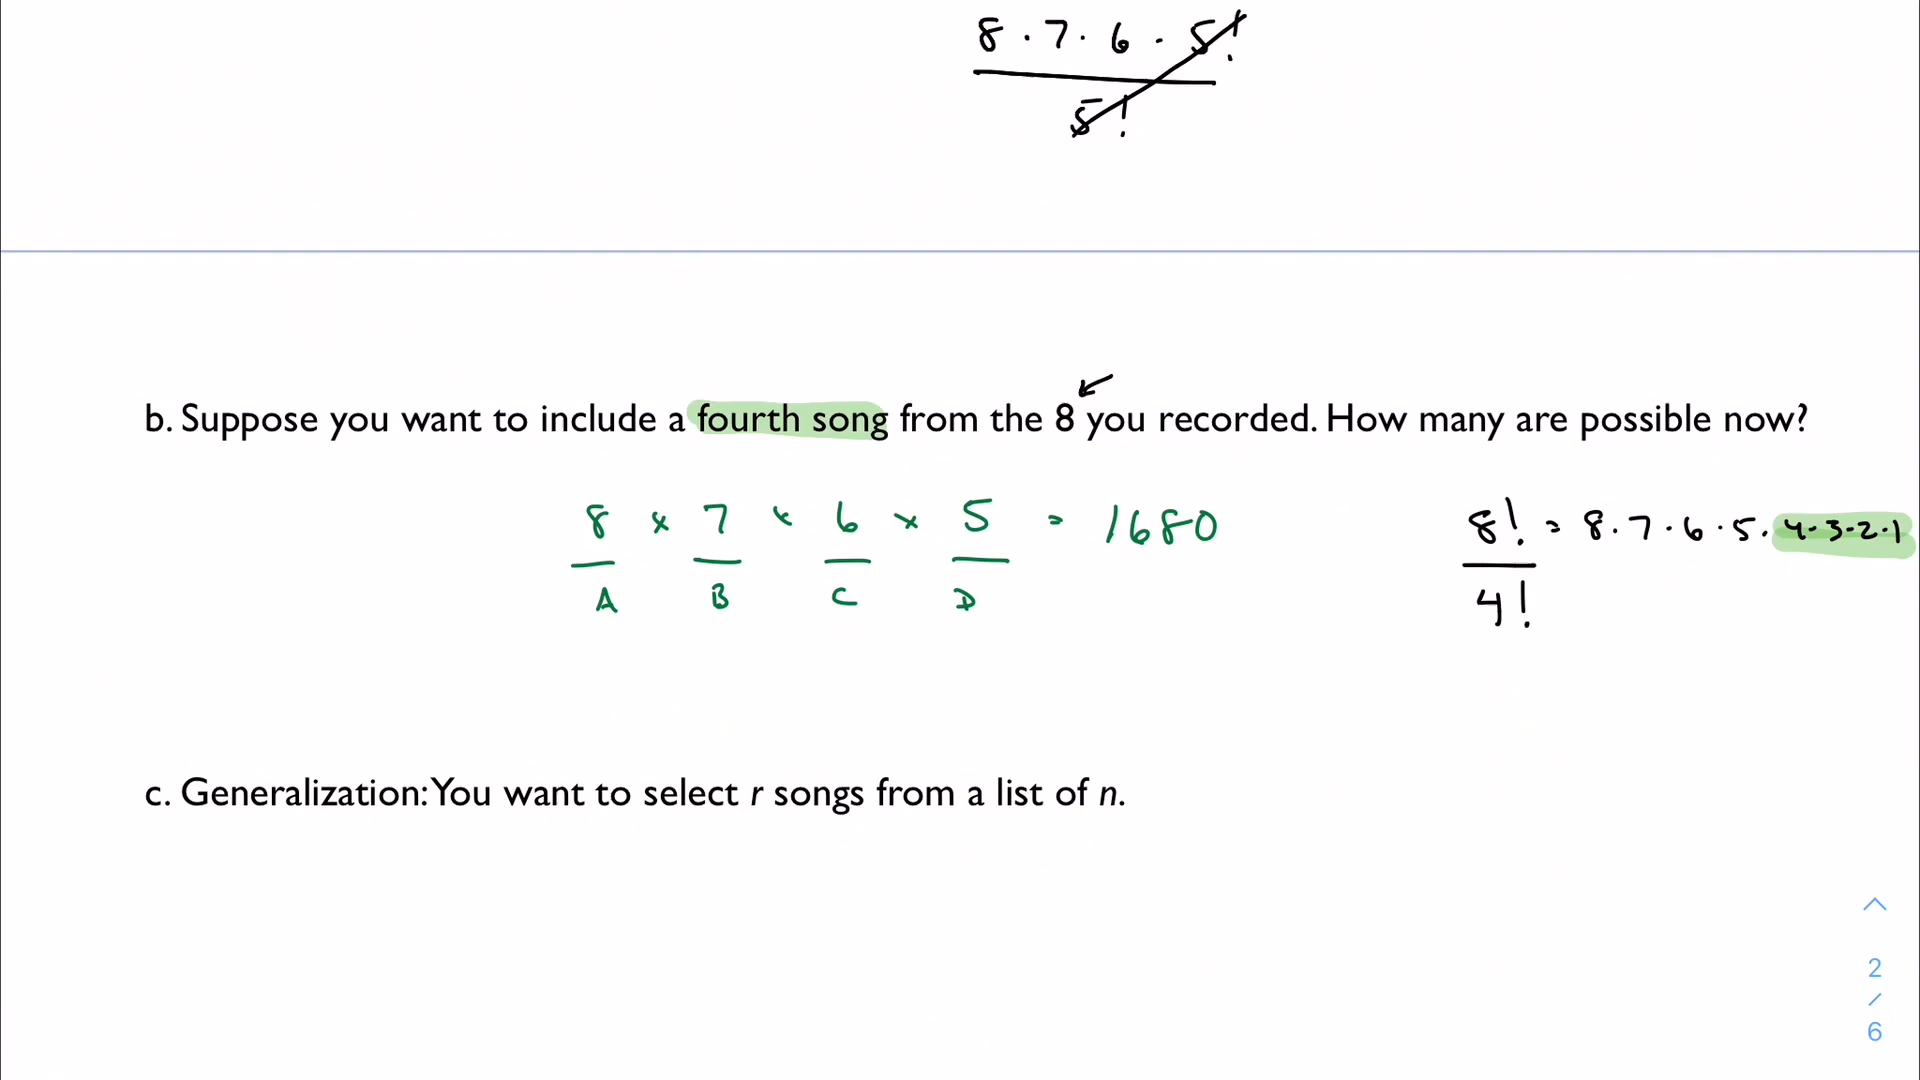 8 · 7 · 6 · 5!
5!
b. Suppose you want to include a fourth song from the 8 you recorded. How many are possible now?
8 × 7 × 6 × 5 = 1680
A B C D
8! = 8 · 7 · 6 · 5 · 4 · 3 · 2 · 1
4!
c. Generalization: You want to select r songs from a list of n.
2
/
6